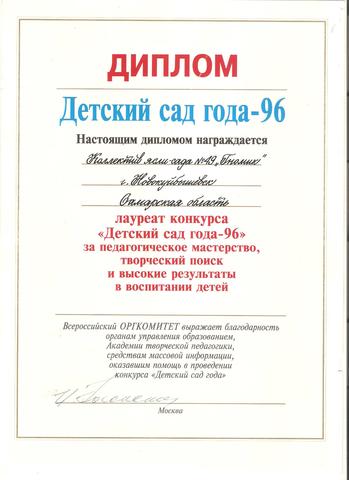 ДИПЛОМ
Детский сад года-96
Настоящим дипломом награждается
Коллектив ясли-сада №49 „Гномик"
г. Новокуйбышевск
Самарская область
лауреат конкурса
«Детский сад года-96»
за педагогическое мастерство,
творческий поиск
и высокие результаты
в воспитании детей
Всероссийский ОРГКОМИТЕТ выражает благодарность
органам управления образованием,
Академии творческой педагогики,
средствам массовой информации,
оказавшим помощь в проведении
конкурса «Детский сад года»
Москва